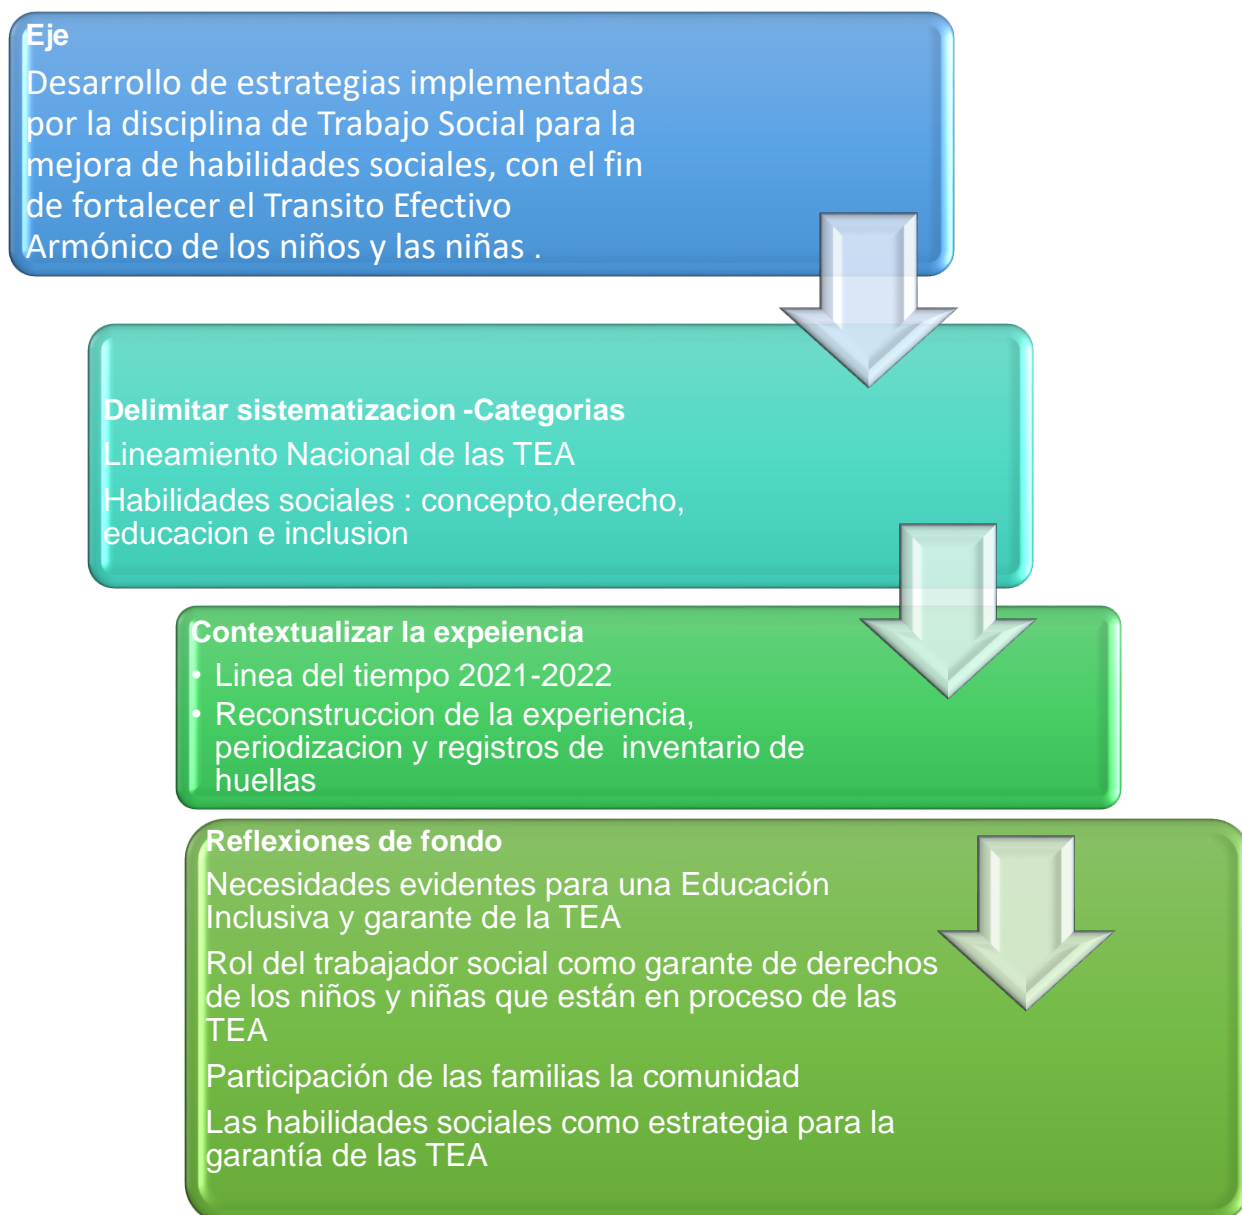 Eje
Desarrollo de estrategias implementadas
por la disciplina de Trabajo Social para la
mejora de habilidades sociales, con el fin
de fortalecer el Transito Efectivo
Armónico de los niños y las niñas .
Delimitar sistematizacion -Categorias
Lineamiento Nacional de las TEA
Habilidades sociales : concepto,derecho,
educacion e inclusion
Contextualizar la expeiencia
• Linea del tiempo 2021-2022
• Reconstruccion de la experiencia,
periodizacion y registros de inventario de
huellas
Reflexiones de fondo
Necesidades evidentes para una Educación
Inclusiva y garante de la TEA
Rol del trabajador social como garante de derechos
de los niños y niñas que están en proceso de las
TEA
Participación de las familias la comunidad
Las habilidades sociales como estrategia para la
garantía de las TEA